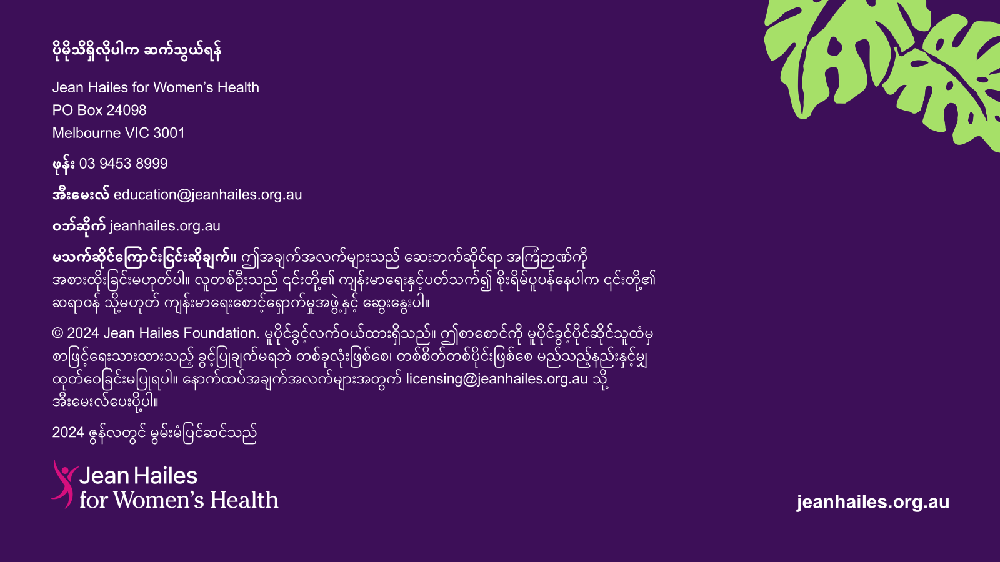 ပိုမိုသိရှိလိုပါက ဆက်သွယ်ရန်
Jean Hailes for Women’s Health
PO Box 24098
Melbourne VIC 3001
ဖုန်း 03 9453 8999
အီးမေးလ် education@jeanhailes.org.au
ဝဘ်ဆိုက် jeanhailes.org.au
မသက်ဆိုင်ကြောင်းငြင်းဆိုချက်။ ဤအချက်အလက်များသည် ဆေးဘက်ဆိုင်ရာ အကြံဉာဏ်ကို
အစားထိုးခြင်းမဟုတ်ပါ။ လူတစ်ဦးသည် ၎င်းတို့၏ ကျန်းမာရေးနှင့်ပတ်သက်၍ စိုးရိမ်ပူပန်နေပါက ၎င်းတို့၏
ဆရာဝန် သို့မဟုတ် ကျန်းမာရေးစောင့်ရှောက်မှုအဖွဲ့နှင့် ဆွေးနွေးပါ။
© 2024 Jean Hailes Foundation. မူပိုင်ခွင့်လက်ဝယ်ထားရှိသည်။ ဤစာစောင်ကို မူပိုင်ခွင့်ပိုင်ဆိုင်သူထံမှ
စာဖြင့်ရေးသားထားသည့် ခွင့်ပြုချက်မရဘဲ တစ်ခုလုံးဖြစ်စေ၊ တစ်စိတ်တစ်ပိုင်းဖြစ်စေ မည်သည့်နည်းနှင့်မျှ
ထုတ်ဝေခြင်းမပြုရပါ။ နောက်ထပ်အချက်အလက်များအတွက် licensing@jeanhailes.org.au သို့
အီးမေးလ်ပေးပို့ပါ။
2024 ဇွန်လတွင် မွမ်းမံပြင်ဆင်သည်
Jean Hailes
for Women’s Health
jeanhailes.org.au